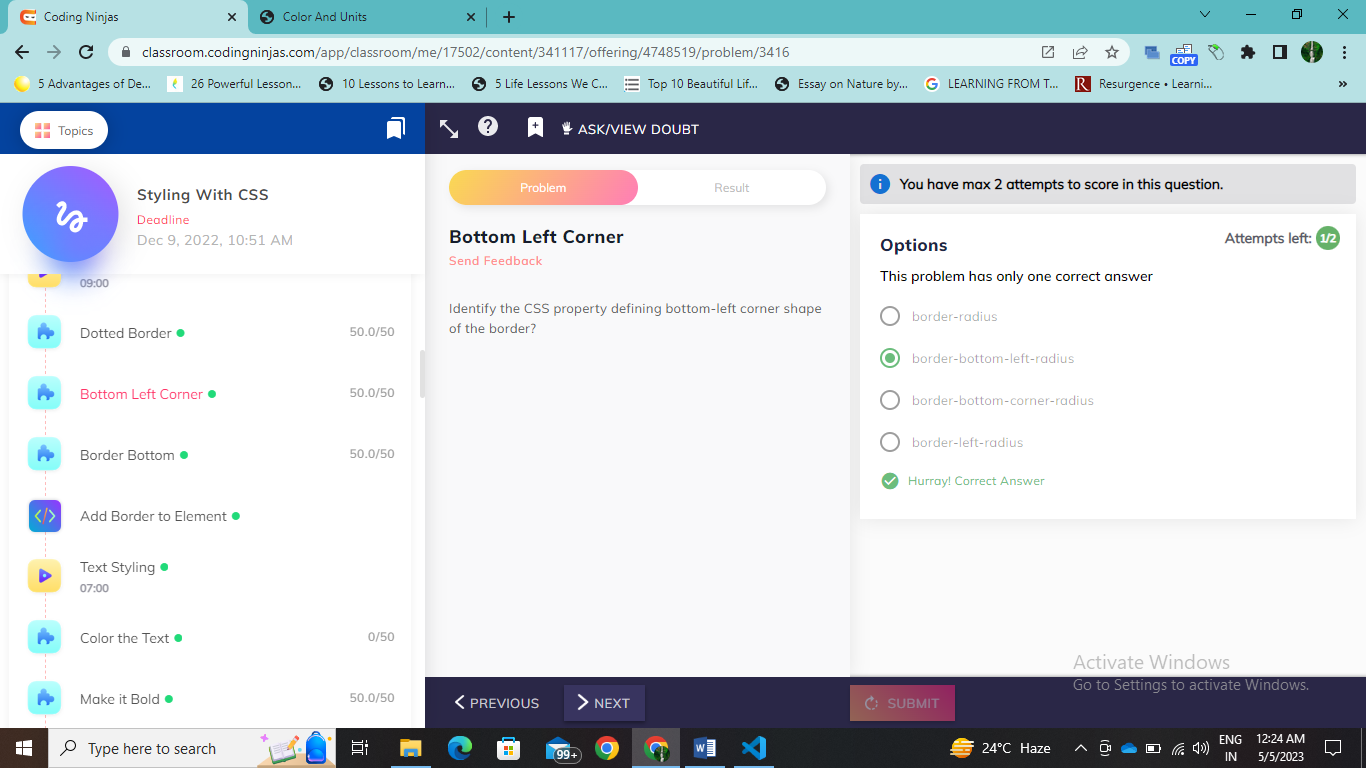 Coding Ninjas
Color And Units
classroom.codingninjas.com/app/classroom/me/17502/content/341117/offering/4748519/problem/3416
COPY
5 Advantages of De...
26 Powerful Lesson...
10 Lessons to Learn...
5 Life Lessons We C...
Top 10 Beautiful Lif...
Essay on Nature by...
LEARNING FROM T...
Resurgence • Learni...
Topics
ASK/VIEW DOUBT
Styling With CSS
Deadline
Dec 9, 2022, 10:51 AM
09:00
Dotted Border 50.0/50
Bottom Left Corner 50.0/50
Border Bottom 50.0/50
Add Border to Element
Text Styling
07:00
Color the Text 0/50
Make it Bold 50.0/50
Problem
Result
Bottom Left Corner
Send Feedback
Identify the CSS property defining bottom-left corner shape
of the border?
PREVIOUS
NEXT
You have max 2 attempts to score in this question.
Options
Attempts left: 1/2
This problem has only one correct answer
border-radius
border-bottom-left-radius
border-bottom-corner-radius
border-left-radius
Hurray! Correct Answer
SUBMIT
Activate Windows
Go to Settings to activate Windows.
Type here to search
99+
24°C Haze
ENG
IN
12:24 AM
5/5/2023